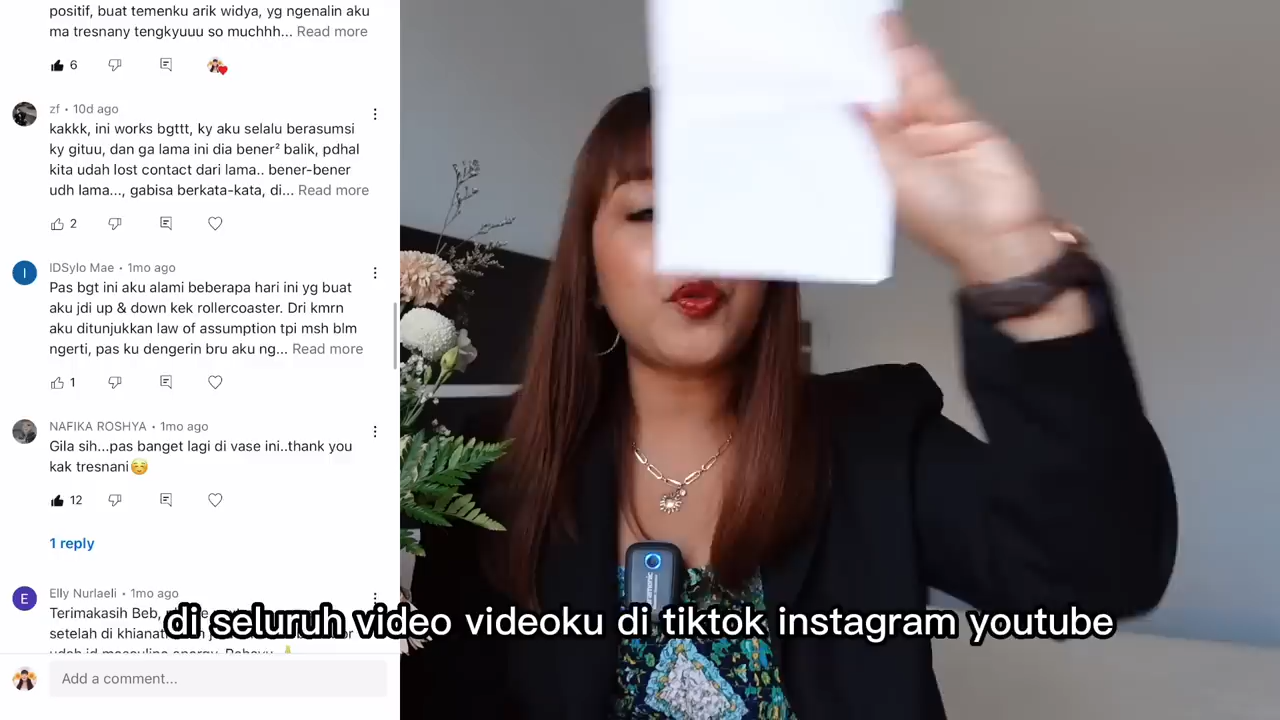 positif, buat temenku arik widya, yg ngenalin aku
ma tresnany tengkyuuu so muchhh... Read more
6
zf • 10d ago
kakkk, ini works bgttt, ky aku selalu berasumsi
ky gituu, dan ga lama ini dia bener² balik, pdhal
kita udah lost contact dari lama.. bener-bener
udh lama..., gabisa berkata-kata, di... Read more
2
I
IDSylo Mae • 1mo ago
Pas bgt ini aku alami beberapa hari ini yg buat
aku jdi up & down kek rollercoaster. Dri kmrn
aku ditunjukkan law of assumption tpi msh blm
ngerti, pas ku dengerin bru aku ng... Read more
1
NAFIKA ROSHYA • 1mo ago
Gila sih...pas banget lagi di vase ini..thank you
kak tresnani☺️
12
1 reply
E
Elly Nurlaeli • 1mo ago
Terimakasih Beb,
setelah di khianati
di seluruh video videoku di tiktok instagram youtube
Add a comment...